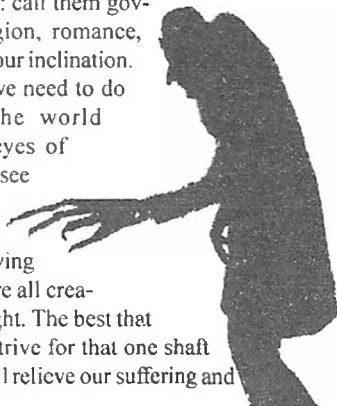 : call them gov-
gion, romance,
our inclination.
we need to do
he world
eyes of
see
ving
re all crea-
ght. The best that
trive for that one shaft
l relieve our suffering and